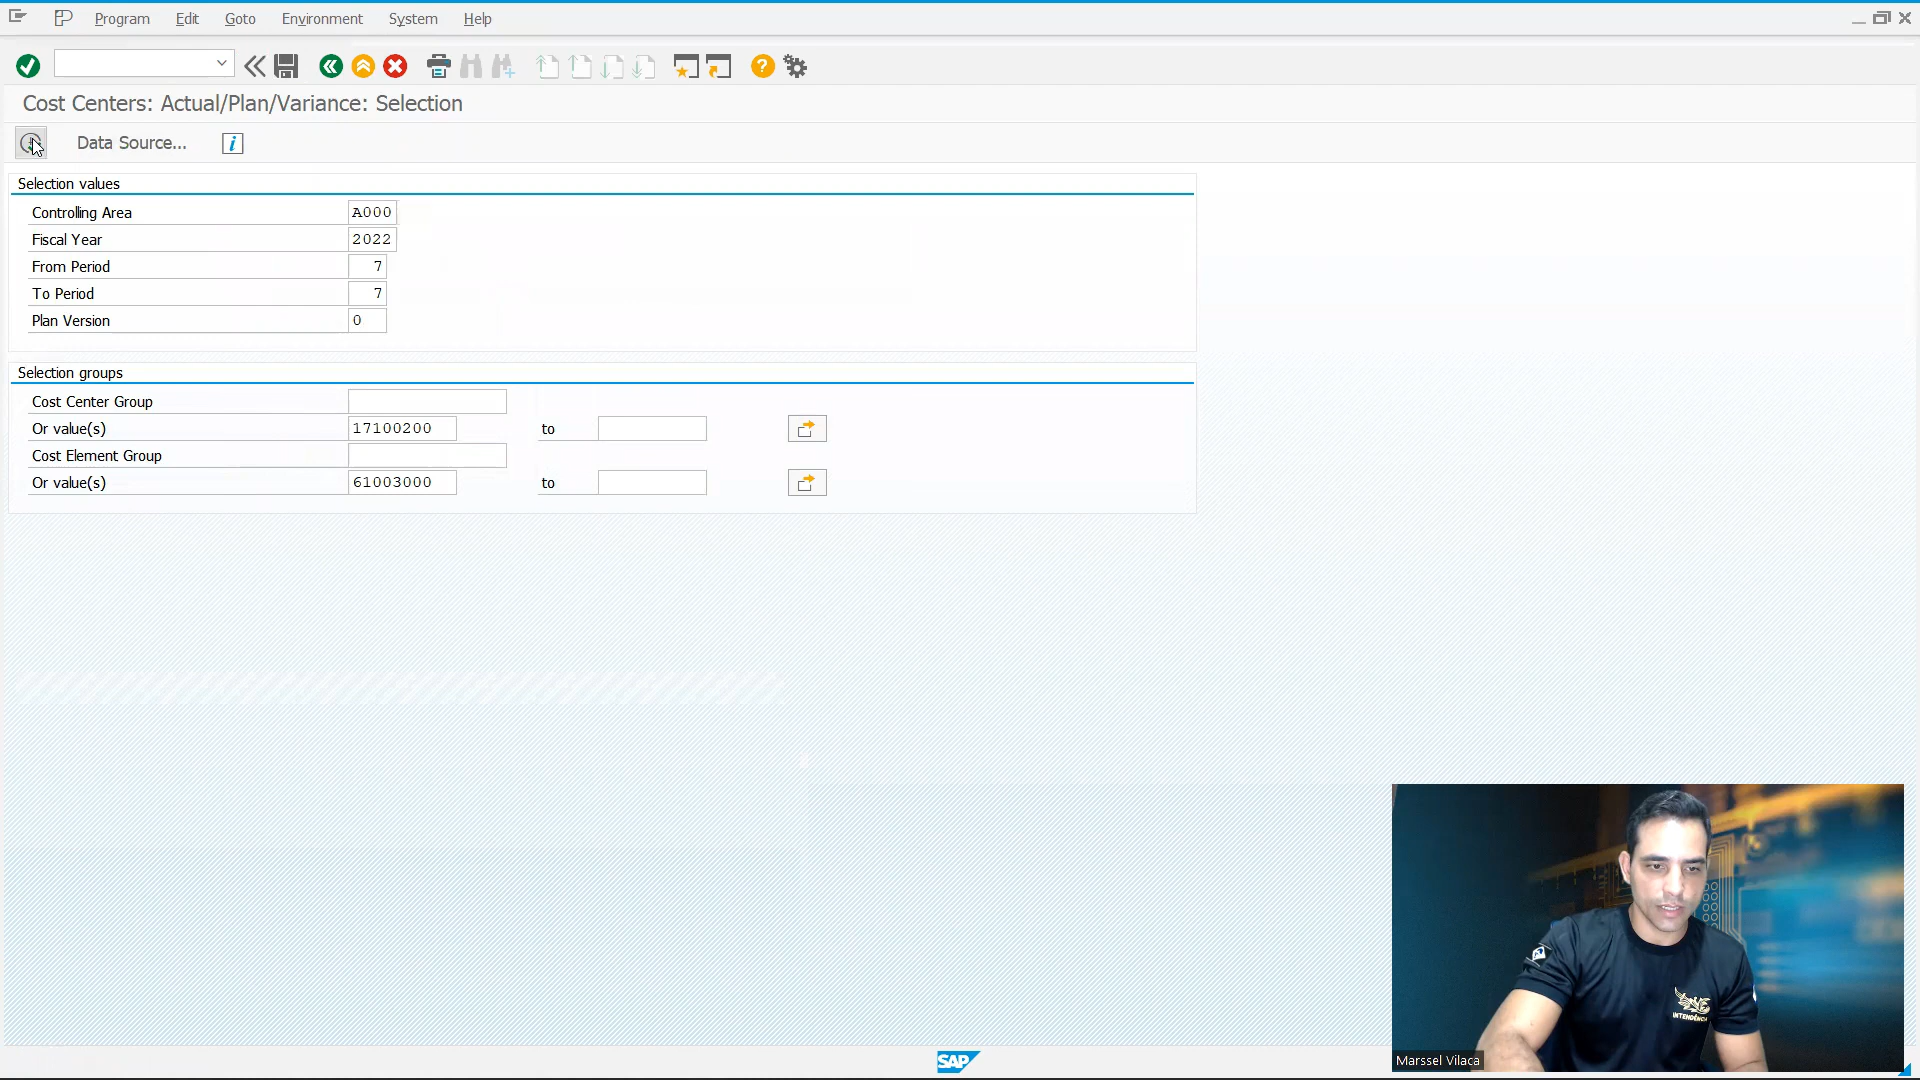 Program Edit Goto Environment System Help
Cost Centers: Actual/Plan/Variance: Selection
Data Source...
Selection values
Controlling Area A000
Fiscal Year 2022
From Period 7
To Period 7
Plan Version 0
Selection groups
Cost Center Group
Or value(s) 17100200 to
Cost Element Group
Or value(s) 61003000 to
INTENDÊNCIA
SAP
Marssel Vilaca